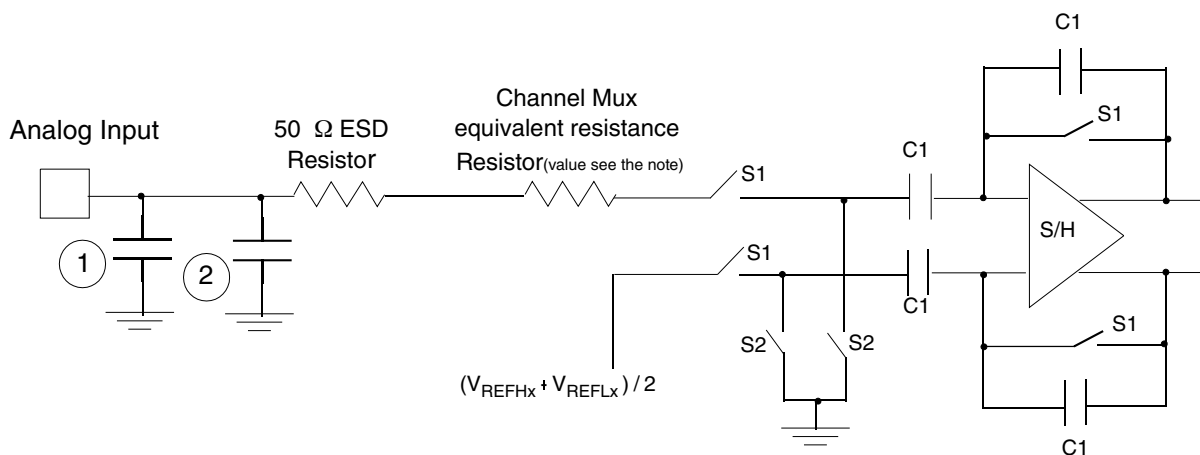 C1
Channel Mux
equivalent resistance
Resistor(value see the note)
Analog Input
50 Ω ESD
Resistor
S1
S1
C1
S/H
1
2
S1
C1
S2
S2
S1
(VREFHx + VREFLx) / 2
C1